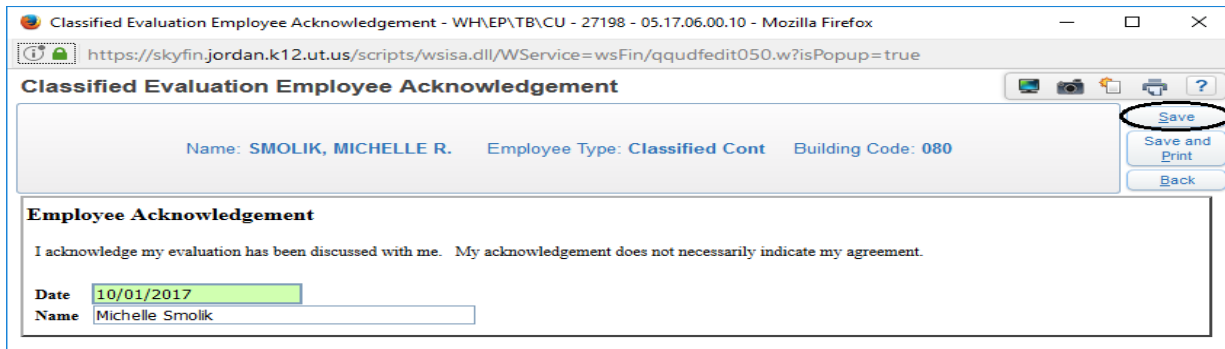 Classified Evaluation Employee Acknowledgement - WH\EP\TB\CU - 27198 - 05.17.06.00.10 - Mozilla Firefox
https://skyfin.jordan.k12.ut.us/scripts/wsisa.dll/WService=wsFin/qqudfedit050.w?isPopup=true
Classified Evaluation Employee Acknowledgement
?
Name: SMOLIK, MICHELLE R. Employee Type: Classified Cont Building Code: 080
Save
Save and
Print
Back
Employee Acknowledgement
I acknowledge my evaluation has been discussed with me. My acknowledgement does not necessarily indicate my agreement.
Date 10/01/2017
Name Michelle Smolik